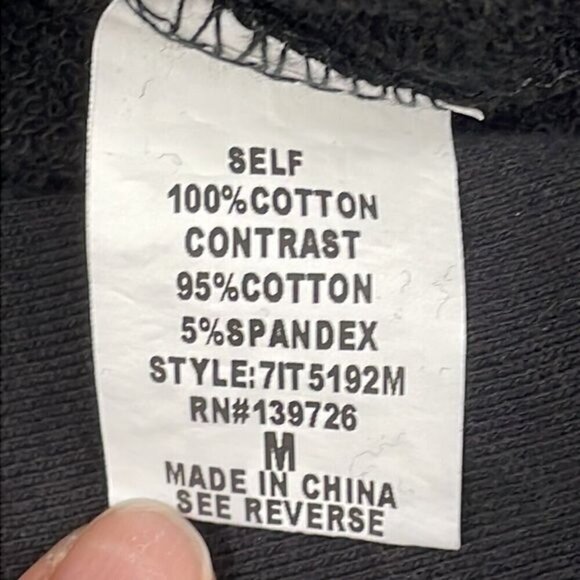 SELF
100%COTTON
CONTRAST
95%COTTON
5%SPANDEX
STYLE:7IT5192M
RN#139726
M
MADE IN CHINA
SEE REVERSE